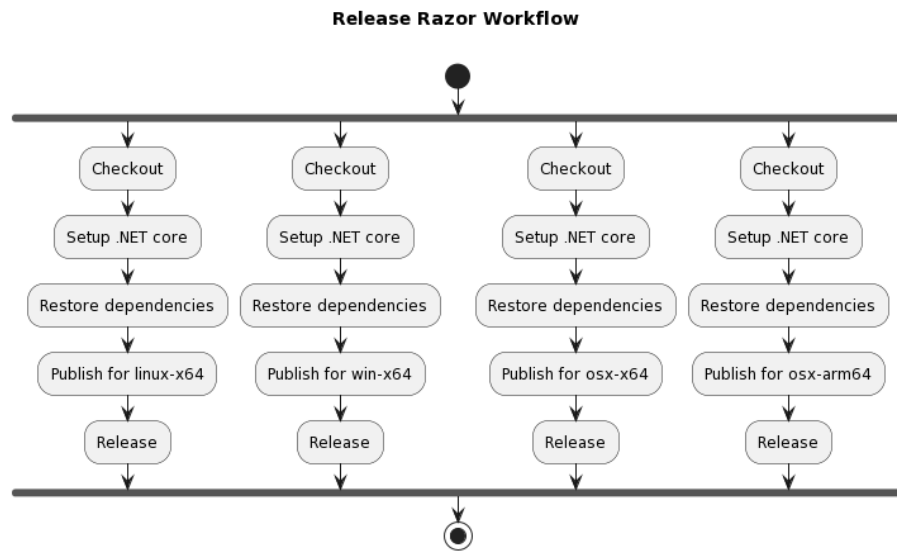 Release Razor Workflow
Checkout
Checkout
Checkout
Checkout
Setup .NET core
Setup .NET core
Setup .NET core
Setup .NET core
Restore dependencies
Restore dependencies
Restore dependencies
Restore dependencies
Publish for linux-x64
Publish for win-x64
Publish for osx-x64
Publish for osx-arm64
Release
Release
Release
Release